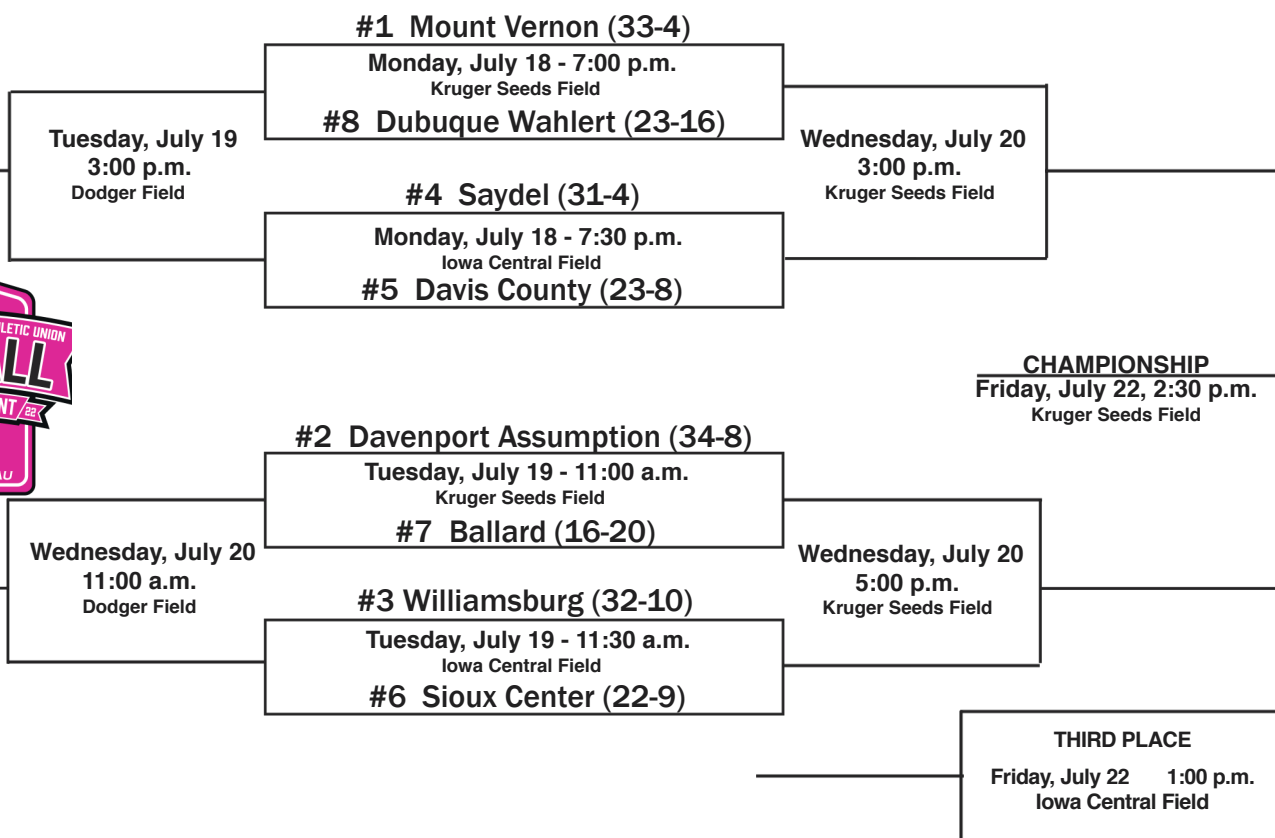 #1 Mount Vernon (33-4)
Monday, July 18 - 7:00 p.m.
Kruger Seeds Field
#8 Dubuque Wahlert (23-16)
Tuesday, July 19
3:00 p.m.
Dodger Field
Wednesday, July 20
3:00 p.m.
Kruger Seeds Field
#4 Saydel (31-4)
Monday, July 18 - 7:30 p.m.
Iowa Central Field
#5 Davis County (23-8)
UNION
22
CHAMPIONSHIP
Friday, July 22, 2:30 p.m.
Kruger Seeds Field
#2 Davenport Assumption (34-8)
Tuesday, July 19 - 11:00 a.m.
Kruger Seeds Field
#7 Ballard (16-20)
Wednesday, July 20
11:00 a.m.
Dodger Field
Wednesday, July 20
5:00 p.m.
Kruger Seeds Field
#3 Williamsburg (32-10)
Tuesday, July 19 - 11:30 a.m.
Iowa Central Field
#6 Sioux Center (22-9)
THIRD PLACE
Friday, July 22 1:00 p.m.
Iowa Central Field